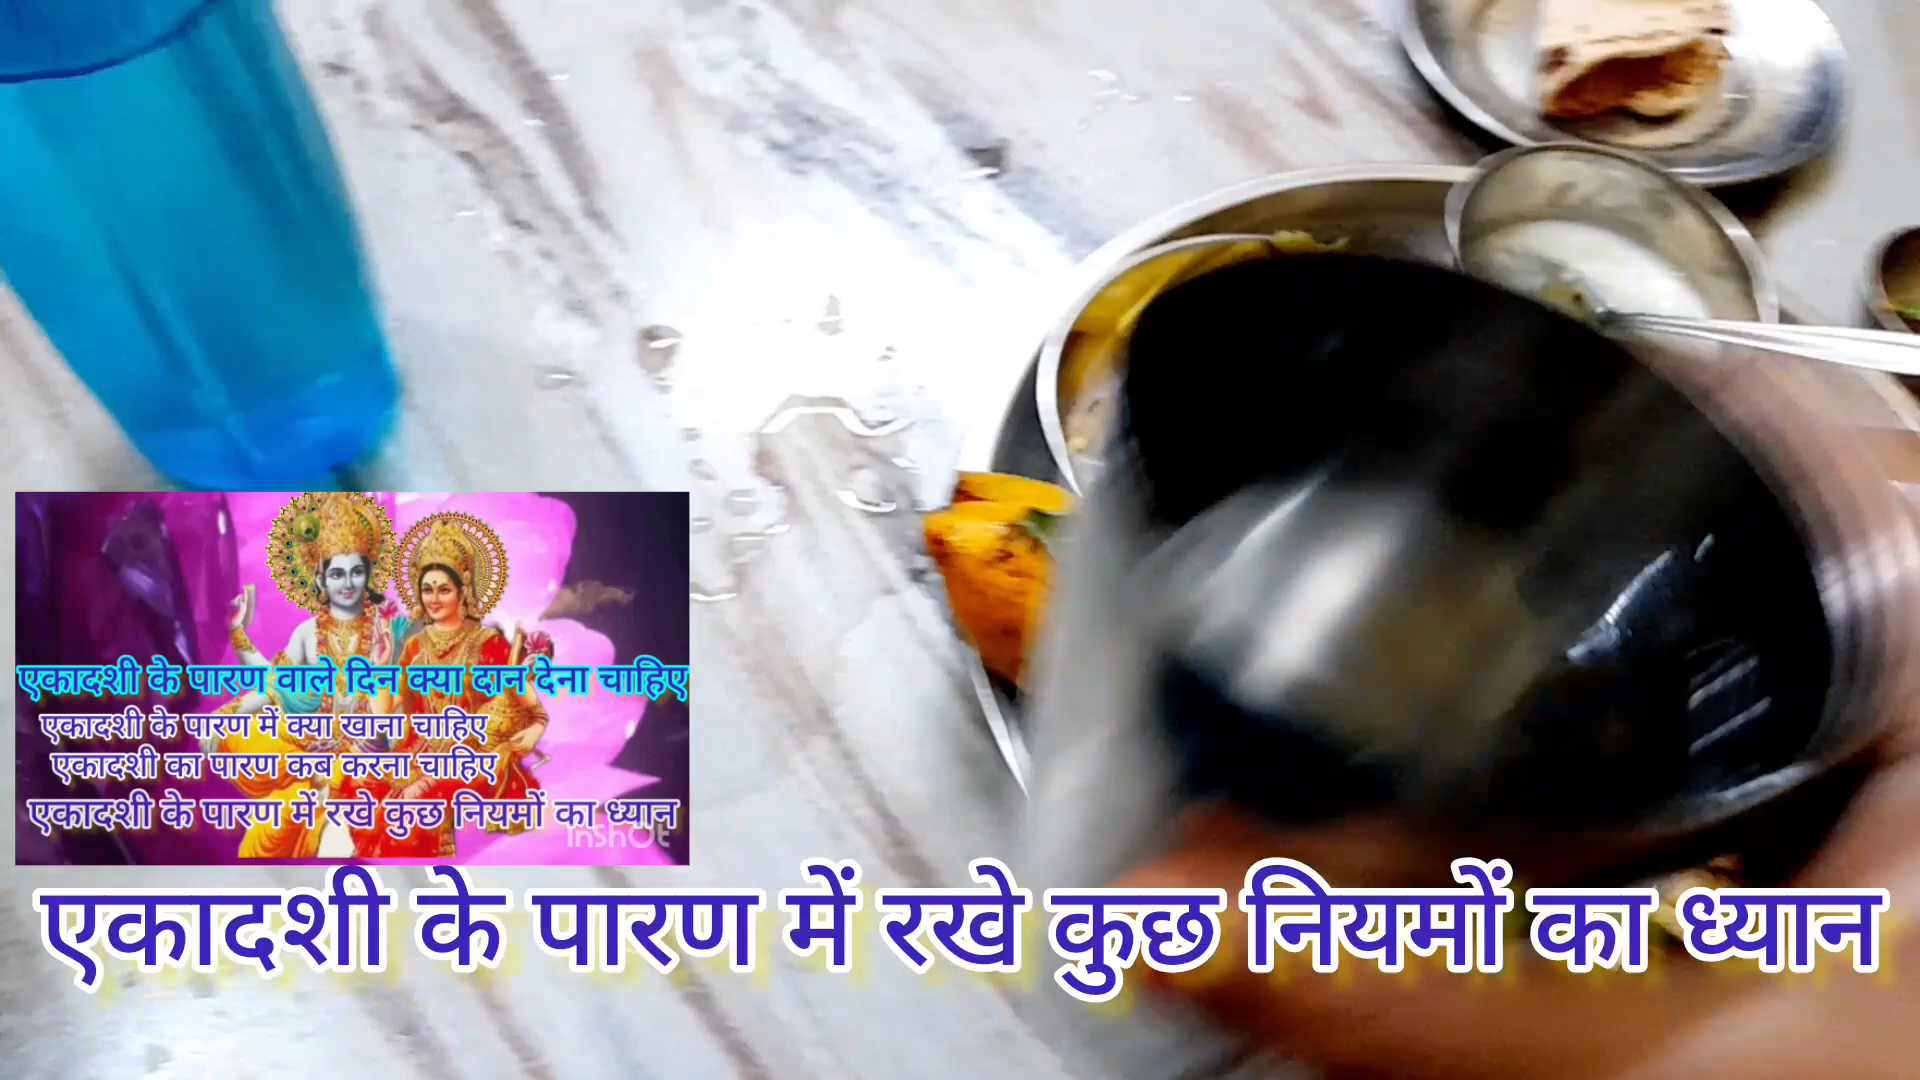 एकादशी के पारण वाले दिन क्या दान देना चाहिए
एकादशी के पारण में क्या खाना चाहिए
एकादशी का पारण कब करना चाहिए
एकादशी के पारण में रखे कुछ नियमों का ध्यान
InShOt
एकादशी के पारण में रखे कुछ नियमों का ध्यान